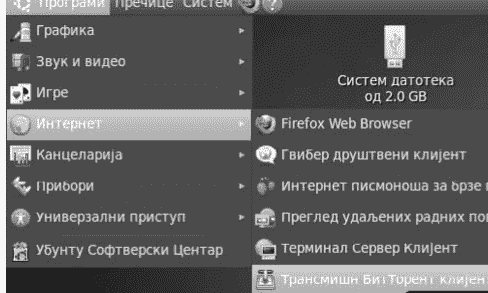 Програми Пречице Систем
Графика
Звук и видео
Игре
Интернет
Канцеларија
Прибори
Универзални приступ
Убунту Софтверски Центар
Систем датотека
од 2.0 GB
Firefox Web Browser
Гвибер друштвени клијент
Интернет писмоноша за брзе
Преглед удаљених радних
Терминал Сервер Клијент
Трансмишн БитТорент клијент